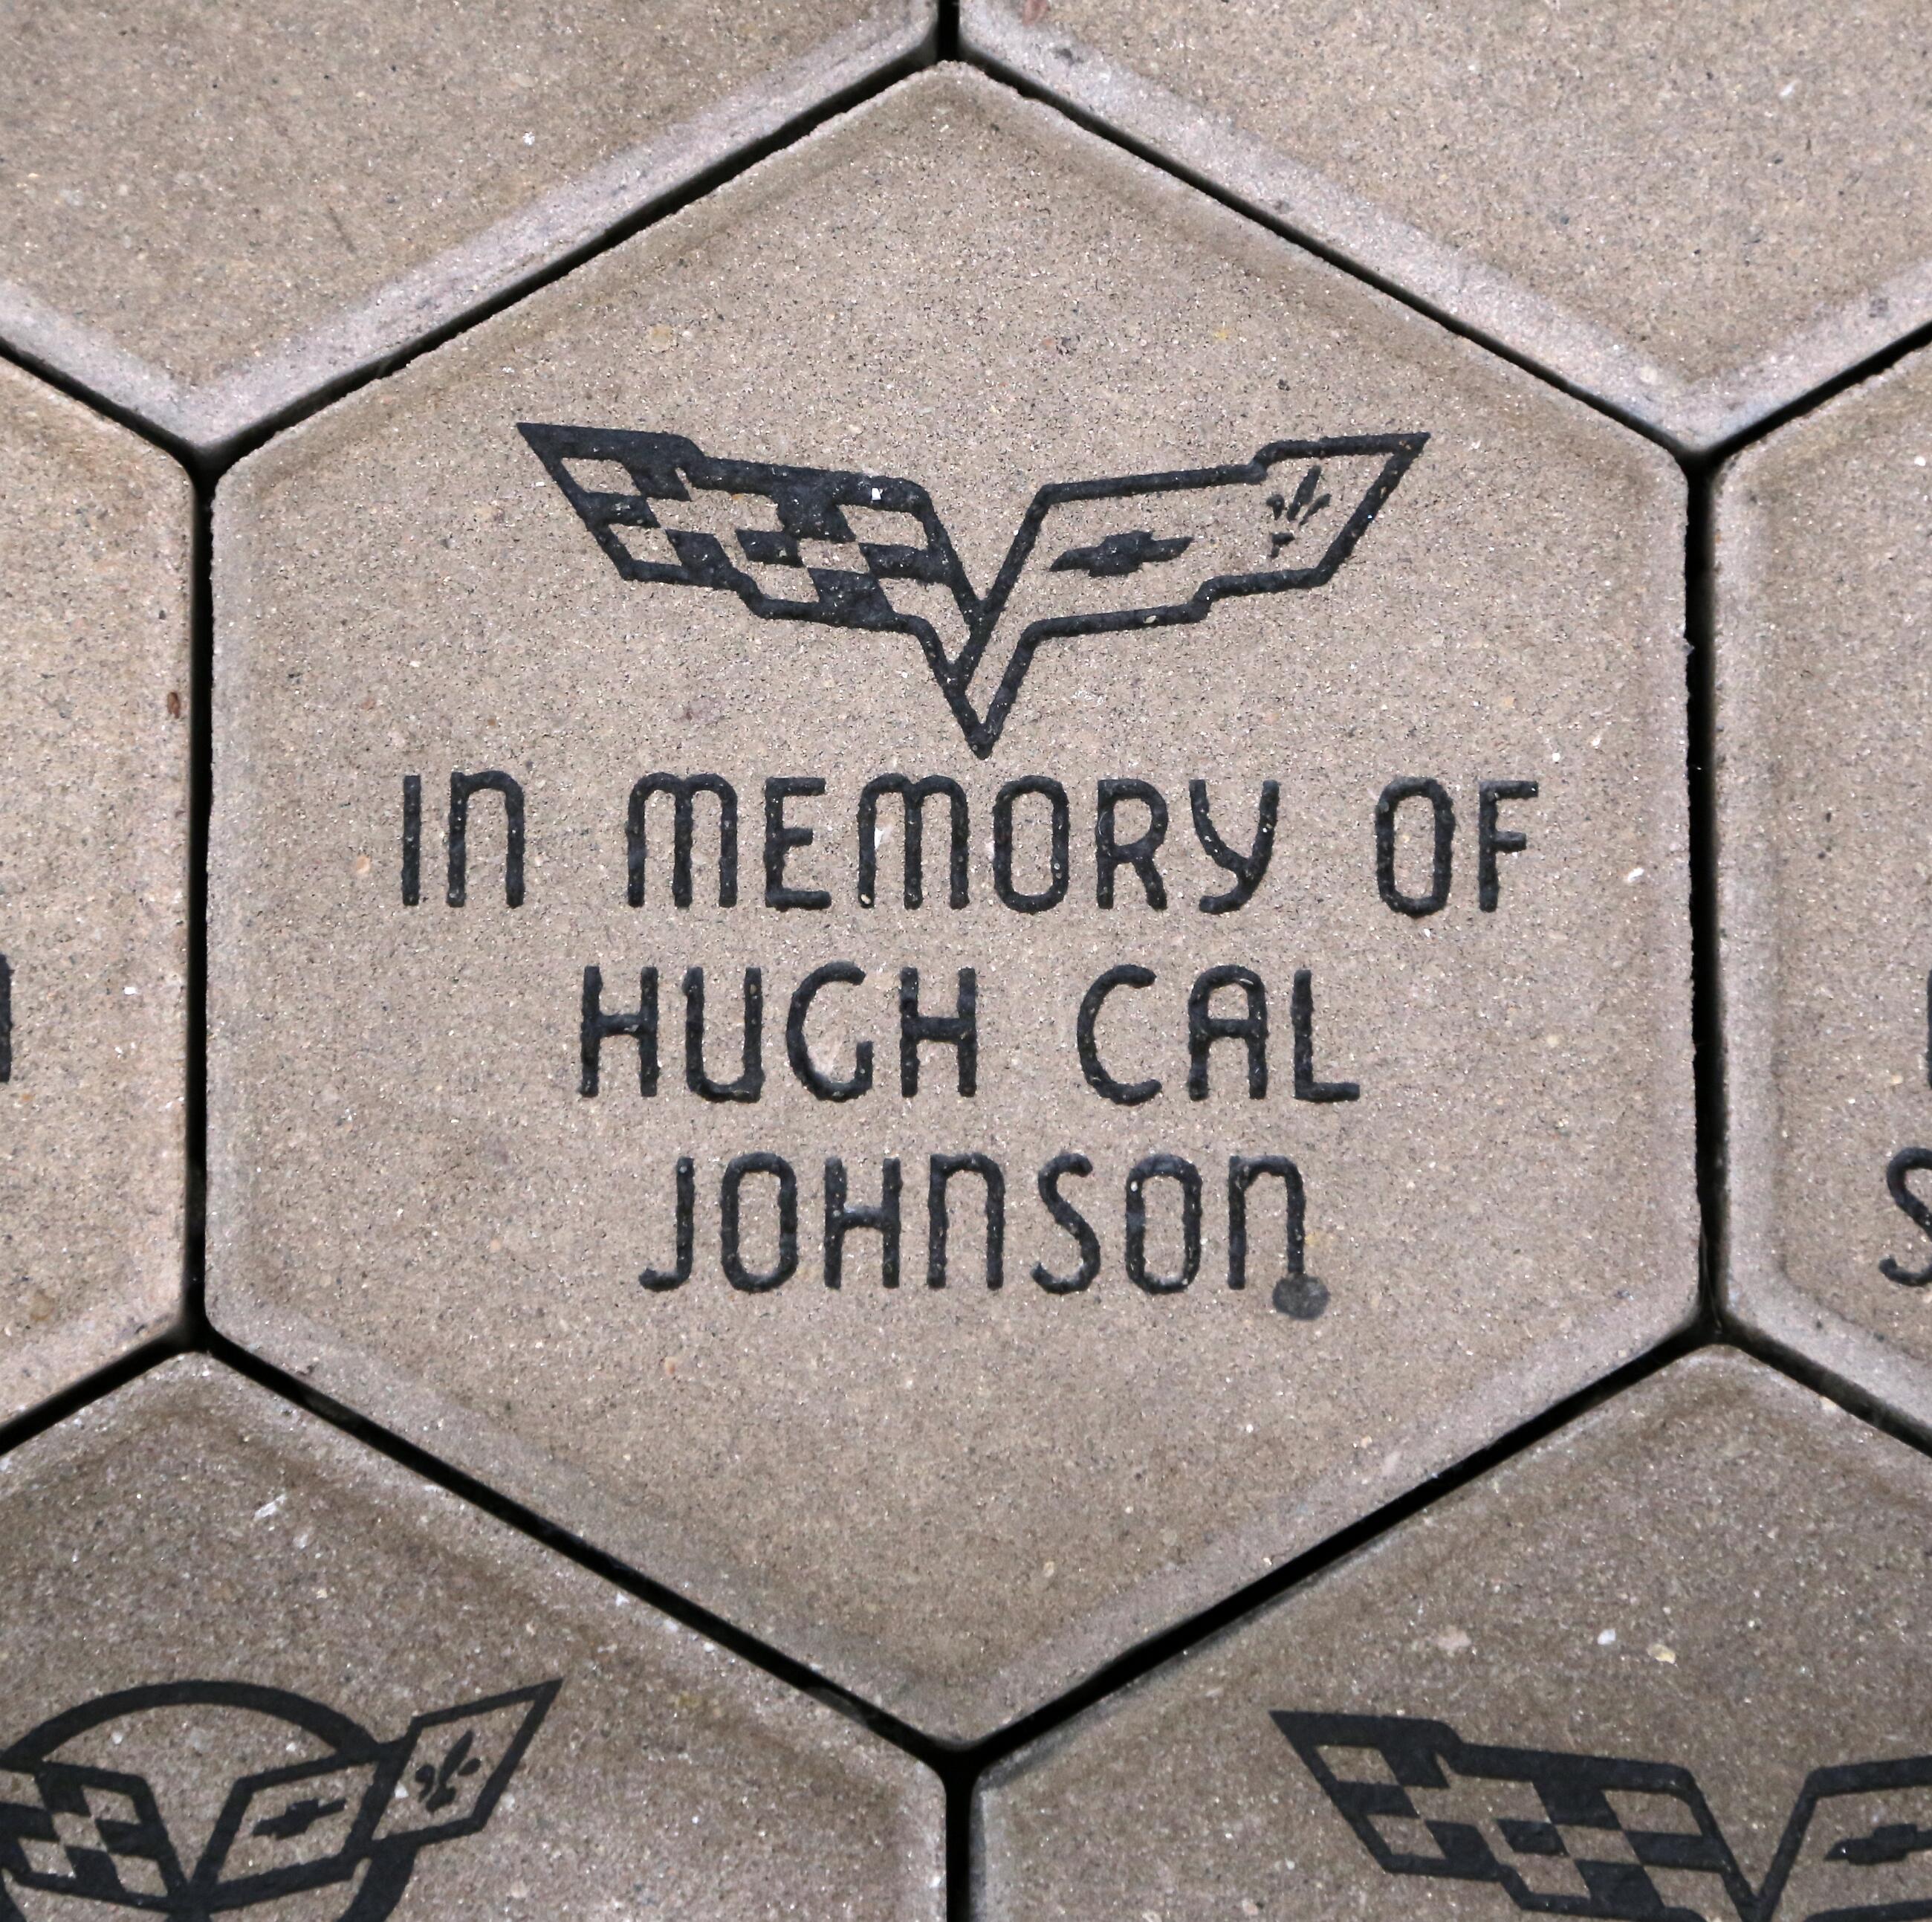 IN MEMORY OF
HUGH CAL
JOHNSON